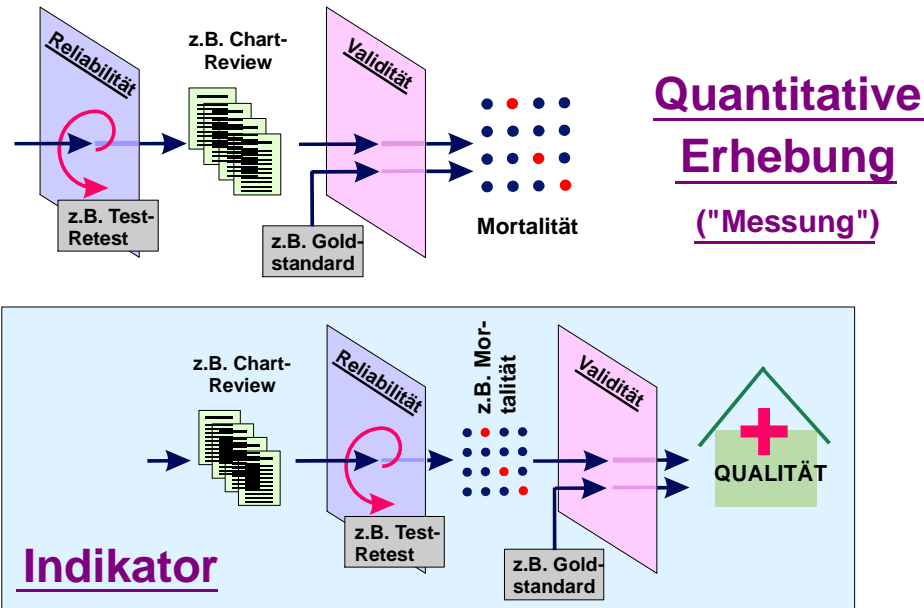 Reliabilität
z.B. Chart-
Review
Validität
z.B. Test-
Retest
z.B. Gold-
standard
Mortalität
Quantitative
Erhebung
("Messung")
z.B. Chart-
Review
Reliabilität
z.B. Mor-
talität
Validität
QUALITÄT
z.B. Test-
Retest
z.B. Gold-
standard
Indikator